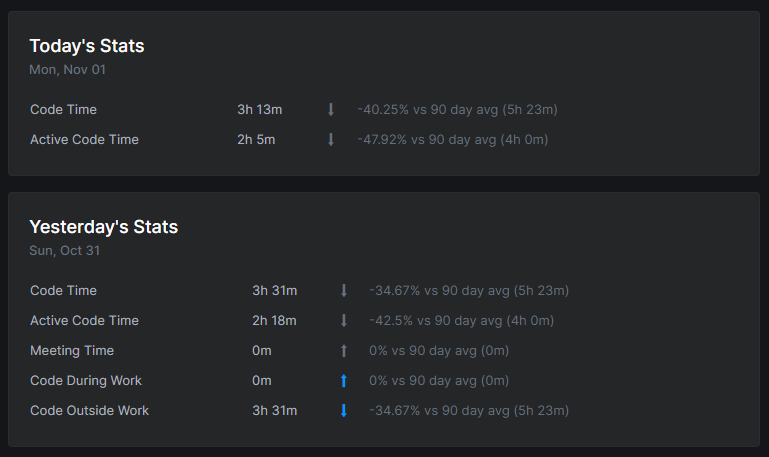 Today's Stats
Mon, Nov 01
Code Time 3h 13m -40.25% vs 90 day avg (5h 23m)
Active Code Time 2h 5m -47.92% vs 90 day avg (4h 0m)
Yesterday's Stats
Sun, Oct 31
Code Time 3h 31m -34.67% vs 90 day avg (5h 23m)
Active Code Time 2h 18m -42.5% vs 90 day avg (4h 0m)
Meeting Time 0m 0% vs 90 day avg (0m)
Code During Work 0m 0% vs 90 day avg (0m)
Code Outside Work 3h 31m -34.67% vs 90 day avg (5h 23m)